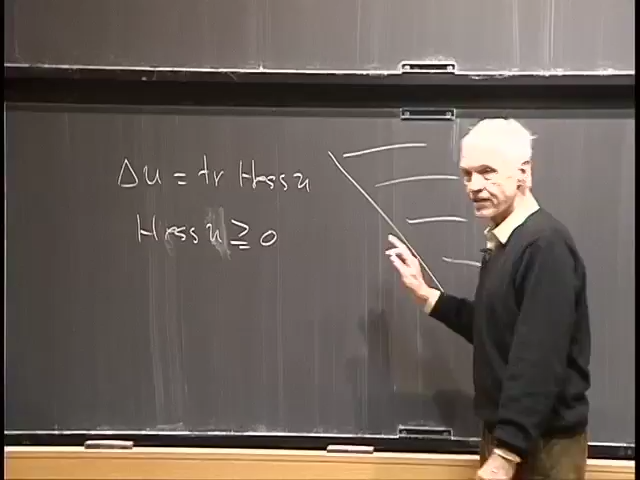 Δu = tr Hess u
Hess u ≥ 0